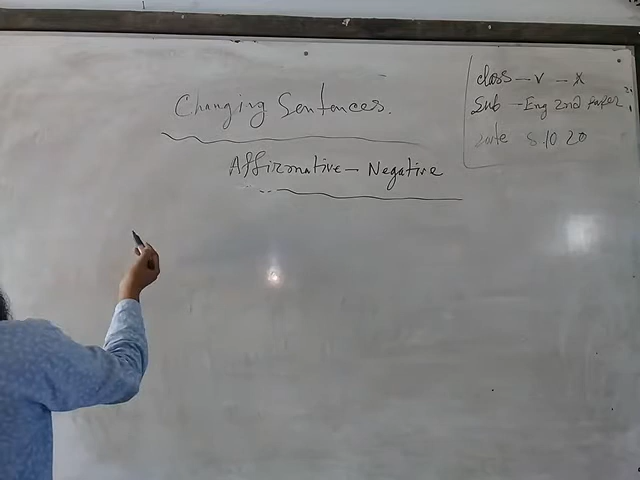 Changing Sentences.
Affirmative - Negative
class - V - X
Sub - Eng 2nd Paper
Date 5.10 20